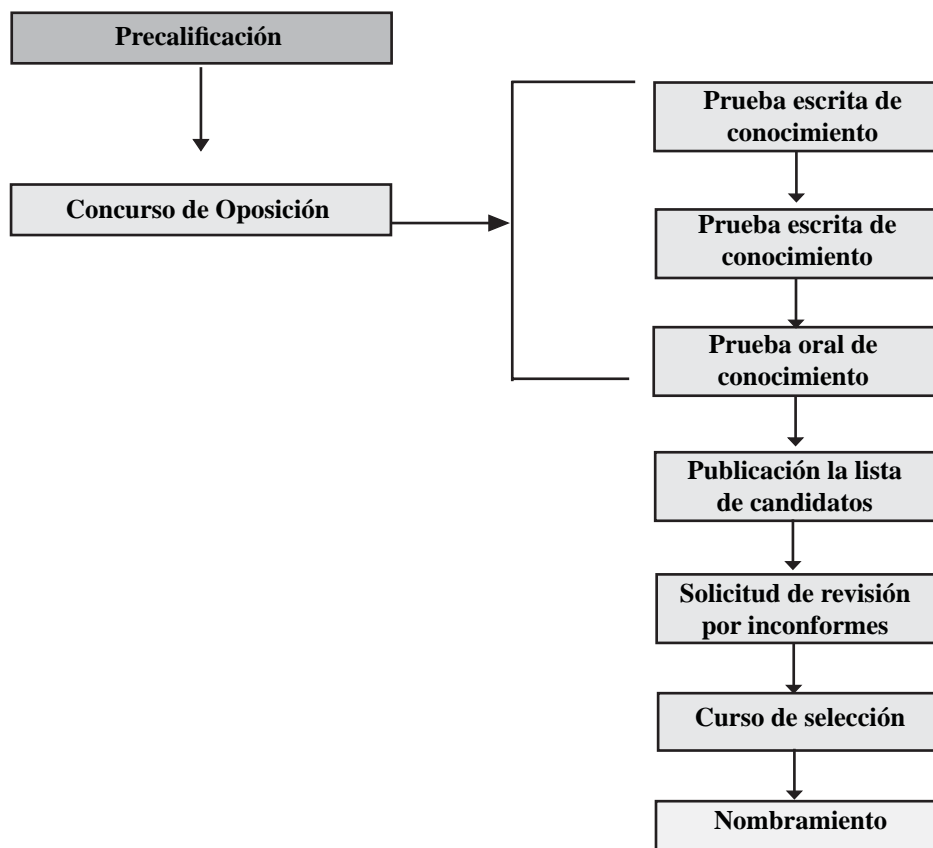 Precalificación
Concurso de Oposición
Prueba escrita de
conocimiento
Prueba escrita de
conocimiento
Prueba oral de
conocimiento
Publicación la lista
de candidatos
Solicitud de revisión
por inconformes
Curso de selección
Nombramiento